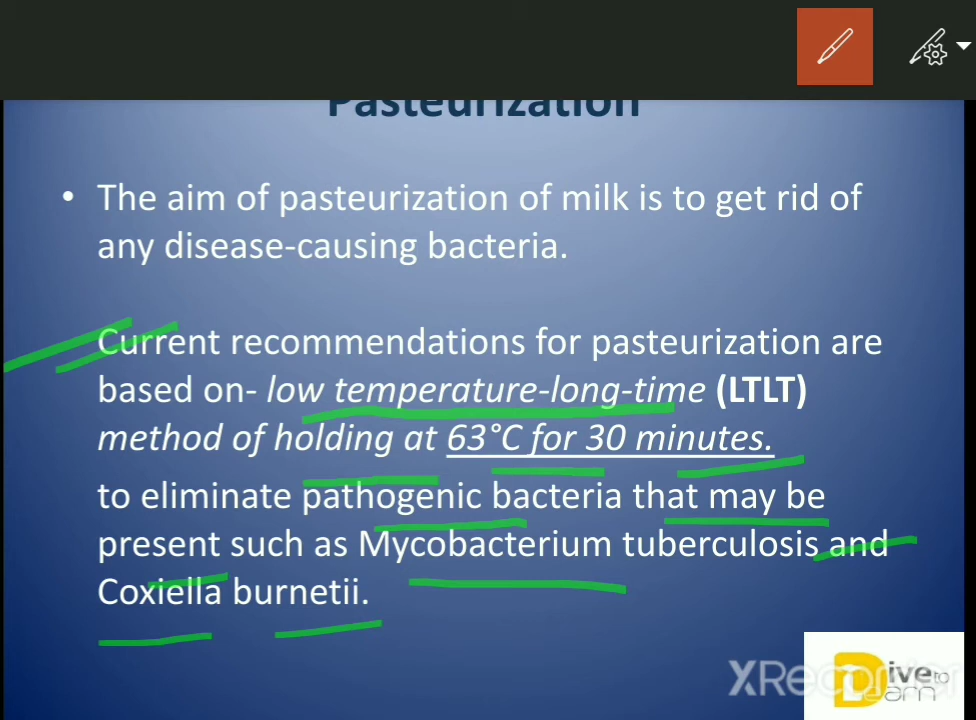 Pasteurization
• The aim of pasteurization of milk is to get rid of
any disease-causing bacteria.
Current recommendations for pasteurization are
based on- low temperature-long-time (LTLT)
method of holding at 63°C for 30 minutes.
to eliminate pathogenic bacteria that may be
present such as Mycobacterium tuberculosis and
Coxiella burnetii.
XRecorder
Dive to
Learn